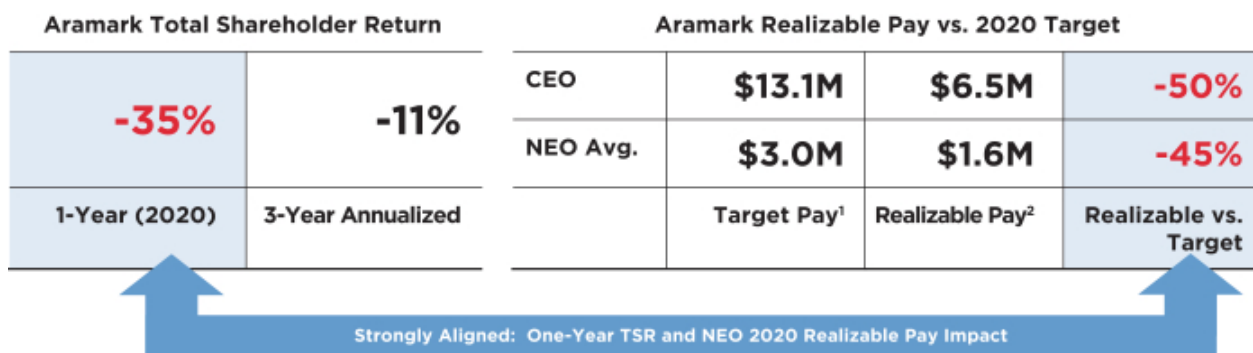 Aramark Total Shareholder Return
-35%
-11%
1-Year (2020)
3-Year Annualized
Aramark Realizable Pay vs. 2020 Target
CEO
$13.1M
$6.5M
-50%
NEO Avg.
$3.0M
$1.6M
-45%
Target Pay¹
Realizable Pay²
Realizable vs.
Target
Strongly Aligned: One-Year TSR and NEO 2020 Realizable Pay Impact